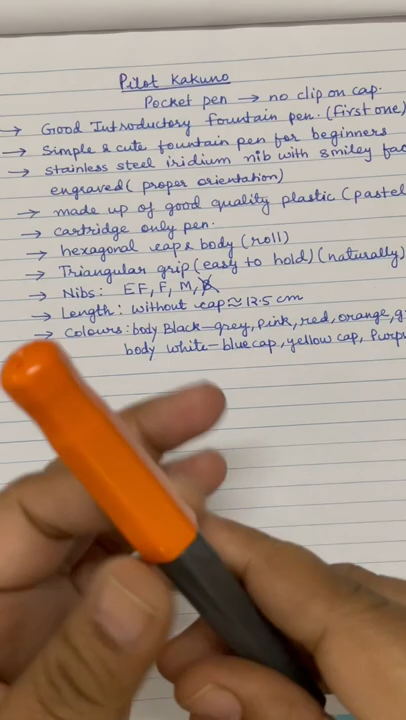 Pilot Kakuno
Pocket pen → no clip on cap.
→ Good Introductory fountain pen. (First one)
→ Simple & cute fountain pen for beginners
→ stainless steel iridium nib with smiley fac
engraved (proper orientation)
→ made up of good quality plastic (pastel
→ cartridge only pen.
→ hexagonal cap & body (roll)
→ Triangular grip (easy to hold) (naturally)
→ Nibs: EF, F, M, B
→ Length: without cap ≈ 12.5 cm
→ Colours: body Black-grey, Pink, red, orange, g
body white-blue cap, yellow cap, Purp